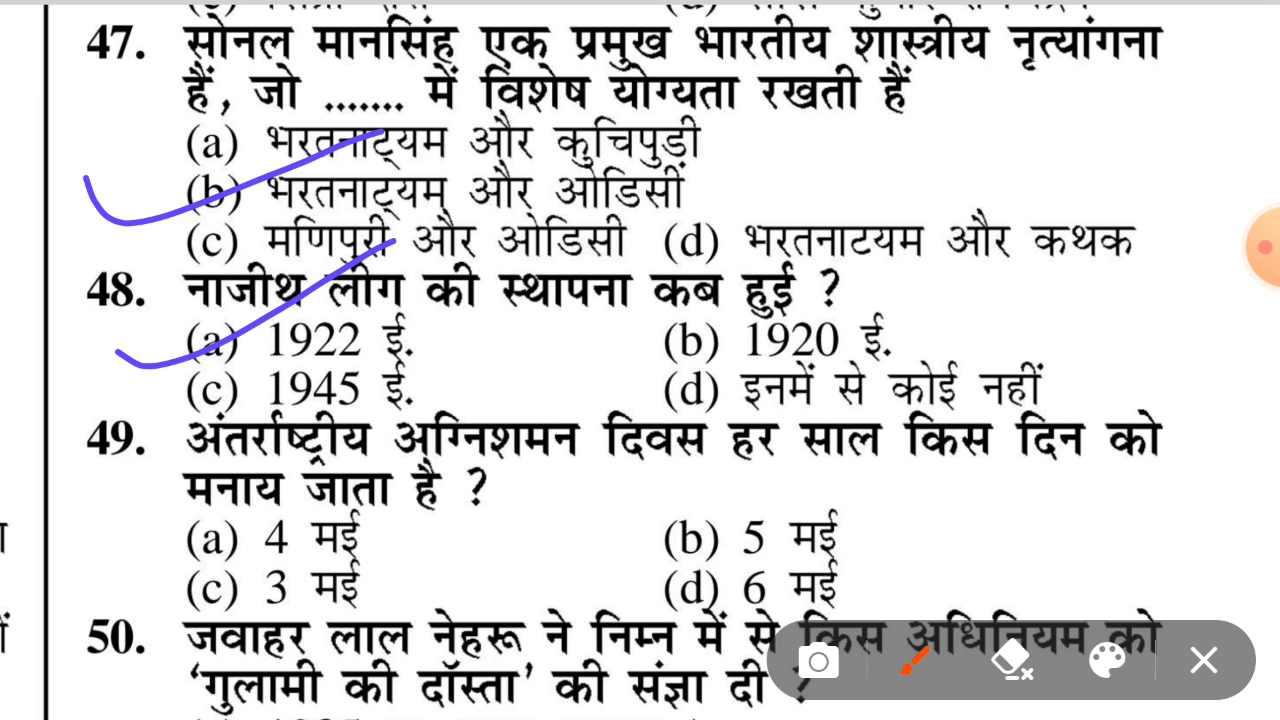 47. सोनल मानसिंह एक प्रमुख भारतीय शास्त्रीय नृत्यांगना
हैं, जो ........ में विशेष योग्यता रखती हैं
(a) भरतनाट्यम और कुचिपुड़ी
(b) भरतनाट्यम और ओडिसी
(c) मणिपुरी और ओडिसी (d) भरतनाटयम और कथक
48. नाजीथ लीग की स्थापना कब हुई ?
(a) 1922 ई. (b) 1920 ई.
(c) 1945 ई. (d) इनमें से कोई नहीं
49. अंतर्राष्ट्रीय अग्निशमन दिवस हर साल किस दिन को
मनाय जाता है ?
(a) 4 मई (b) 5 मई
(c) 3 मई (d) 6 मई
50. जवाहर लाल नेहरू ने निम्न में से किस अधिनियम को
‘गुलामी की दॉस्ता’ की संज्ञा दी ?